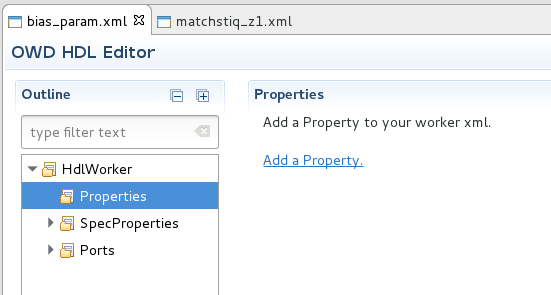 bias_param.xml matchstiq_z1.xml
OWD HDL Editor
Outline
type filter text
HdlWorker
Properties
SpecProperties
Ports
Properties
Add a Property to your worker xml.
Add a Property.